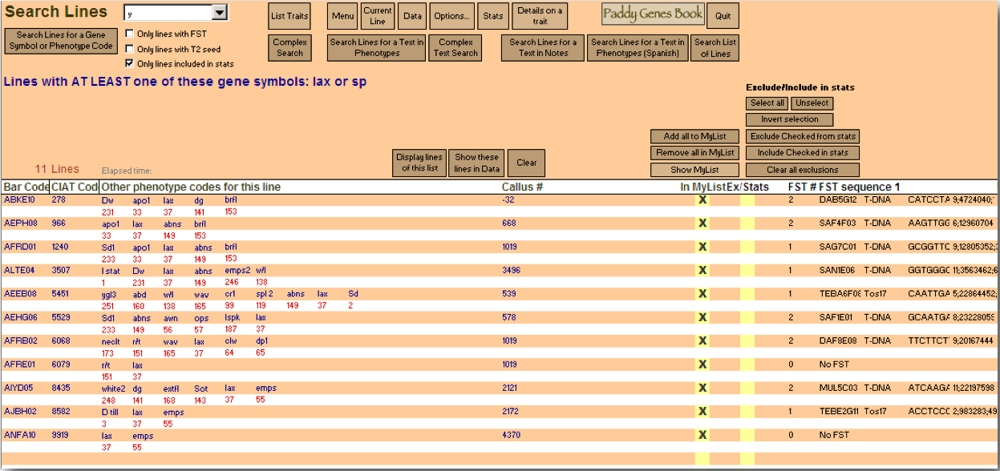 Search Lines y List Traits Menu Current Line Data Options... Stats Details on a trait Paddy Genes Book Quit
Search Lines for a Gene Symbol or Phenotype Code
Only lines with FST
Only lines with T2 seed
Only lines included in stats
Complex Search Search Lines for a Text in Phenotypes Complex Text Search Search Lines for a Text in Notes Search Lines for a Text in Phenotypes (Spanish) Search List of Lines
Lines with AT LEAST one of these gene symbols: lax or sp
Exclude/Include in stats
Select all Unselect
Invert selection
Add all to MyList Exclude Checked from stats
Remove all in MyList Include Checked in stats
Show MyList Clear all exclusions
Display lines of this list Show these lines in Data Clear
11 Lines Elapsed time:
Bar Code CIAT Cod Other phenotype codes for this line Callus # In MyList Ex/Stats FST # FST sequence 1
ABKE10 278 Dw apo1 lax dg brfl -32 X 2 DAB5G12 T-DNA CATCCTA 9;4724040;
231 33 37 141 153
AEPH08 966 apo1 lax abns brfl 668 X 2 SAF4F03 T-DNA AAGTTGG 6;12960704
33 37 149 153
AFRD01 1240 Sd1 apo1 lax abns brfl 1019 X 1 SAG7C01 T-DNA GCGGTTC 9;12805352;
233 33 37 149 153
ALTE04 3507 l stat Dw lax abns emps2 wfl 3496 X 1 SAN1E06 T-DNA GGTGGGC 11;3563462;6
1 231 37 149 246 138
AEEB08 5451 ygl3 abd wfl wav cr1 spl 2 abns lax Sd 539 X 1 TEBA6F08 Tos17 CAATTGA 5;22864452;
251 160 138 165 99 119 149 37 2
AEHG06 5529 Sd1 abns awn ops lspk lax 578 X 2 SAF1E01 T-DNA GCAATGA 8;23228059
233 149 56 57 187 37
AFRB02 6068 neclt r/t wav lax clw dp1 1019 X 2 DAF8E08 T-DNA TTCTTCT 9;20167444
173 151 165 37 64 65
AFRE01 6079 r/t lax 1019 X 0 No FST
151 37
AIYD05 8435 white2 dg extfl Sot lax emps 2121 X 2 MUL5C03 T-DNA ATCAAGA 11;22197598
248 141 168 143 37 55
AJBH02 8582 D till lax emps 2172 X 1 TEBE2G11 Tos17 ACCTCCC 2;983283;49
3 37 55
ANFA10 9919 lax emps 4370 X 0 No FST
37 55